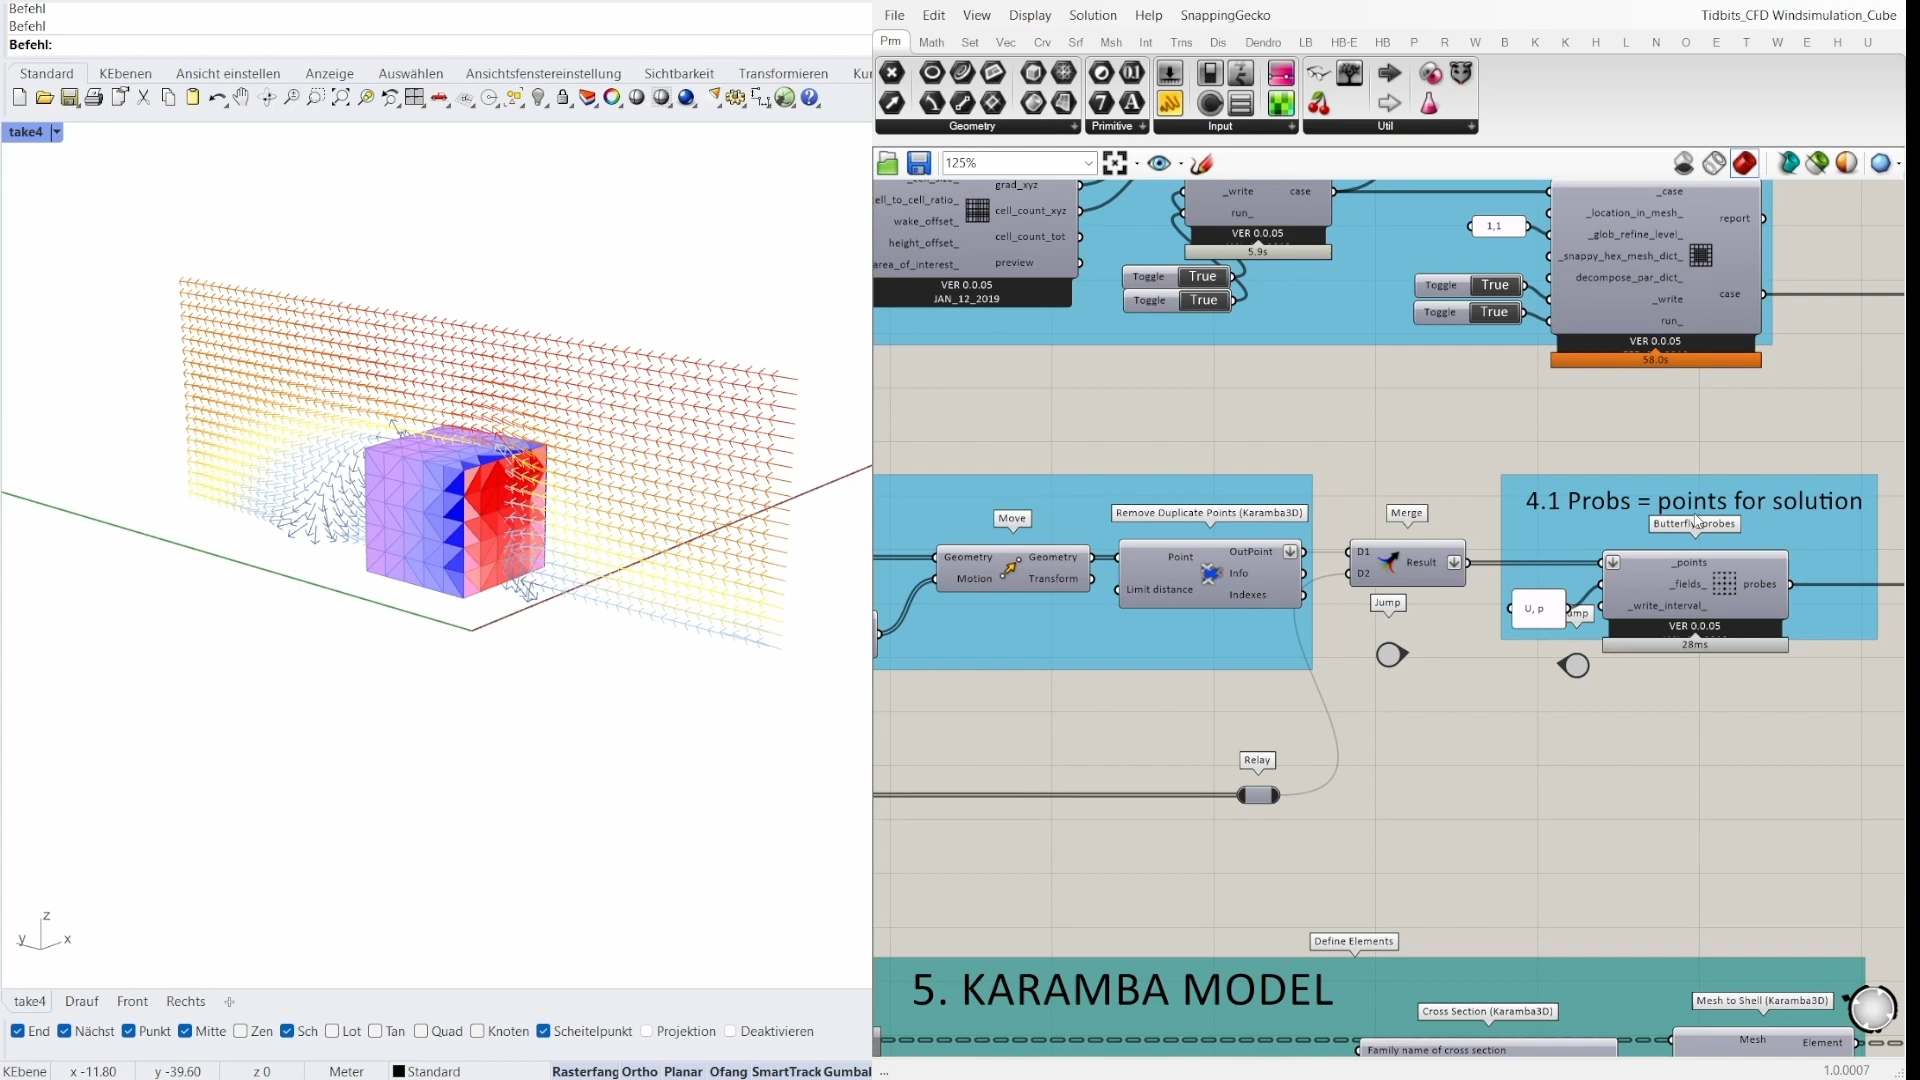 Befehl
Befehl
Befehl:
Standard KEbenen Ansicht einstellen Anzeige Auswählen Ansichtsfenstereinstellung Sichtbarkeit Transformieren Ku
take4
take4 Drauf Front Rechts
End Nächst Punkt Mitte Zen Sch Lot Tan Quad Knoten Scheitelpunkt Projektion Deaktivieren
KEbene x -11.80 y -39.60 z 0 Meter Standard Rasterfang Ortho Planar Ofang SmartTrack Gumbal
z
y x
File Edit View Display Solution Help SnappingGecko Tidbits_CFD Windsimulation_Cube
Prm Math Set Vec Crv Srf Msh Int Trns Dis Dendro LB HB-E HB P R W B K K H L N O E T W E H U
Geometry Primitive Input Util
125%
grad_xyz
cell_to_cell_ratio_ cell_count_xyz
wake_offset_
height_offset_ cell_count_tot
area_of_interest_ preview
VER 0.0.05
JAN_12_2019
_write case
run_
VER 0.0.05
5.9s
Toggle True
Toggle True
1,1
Toggle True
Toggle True
_case
_location_in_mesh_ report
_glob_refine_level_
_snappy_hex_mesh_dict_
decompose_par_dict_
_write case
run_
VER 0.0.05
58.0s
Move
Geometry Geometry
Motion Transform
Remove Duplicate Points (Karamba3D)
Point OutPoint
Info
Limit distance Indexes
Merge
D1 Result
D2
Jump
4.1 Probs = points for solution
Butterfly_probes
_points
_fields_ probes
_write_interval_
VER 0.0.05
28ms
U, p
Relay
Define Elements
5. KARAMBA MODEL
Cross Section (Karamba3D)
Mesh to Shell (Karamba3D)
Family name of cross section
Mesh Element
... 1.0.0007